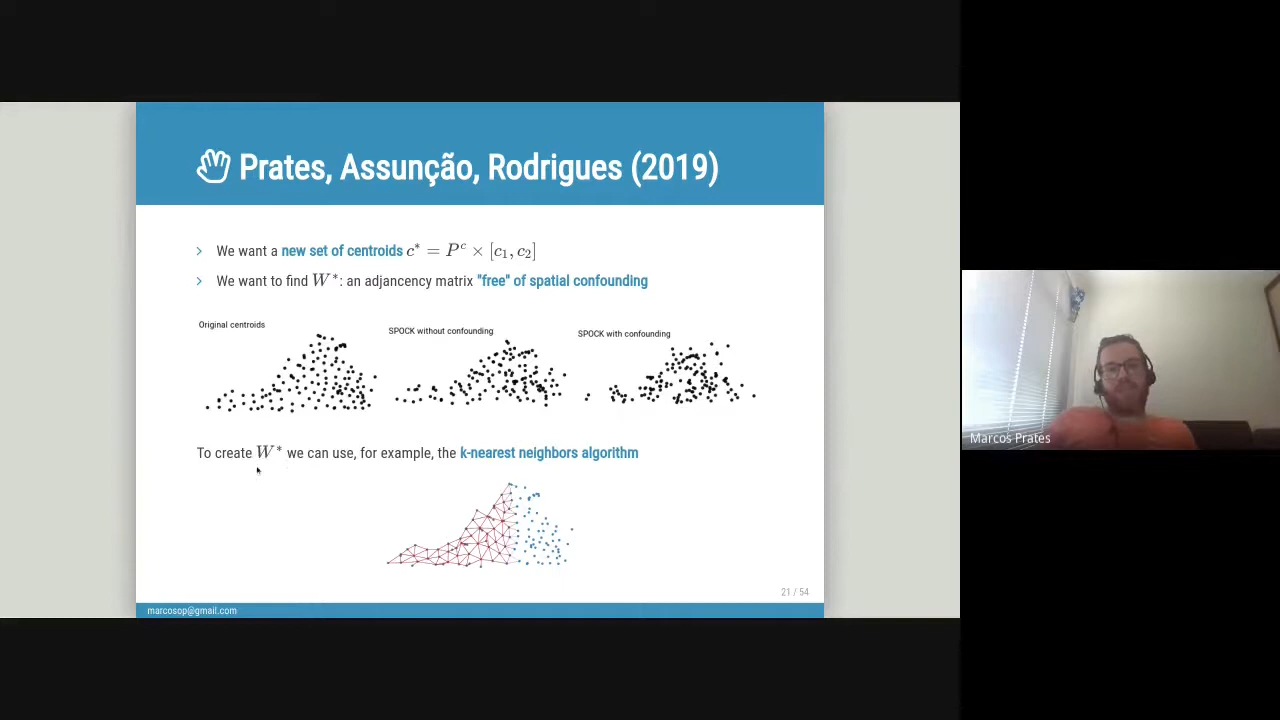 Prates, Assunção, Rodrigues (2019)
We want a new set of centroids c* = P^c × [c₁, c₂]
We want to find W*: an adjancency matrix "free" of spatial confounding
Original centroids
SPOCK without confounding
SPOCK with confounding
To create W* we can use, for example, the k-nearest neighbors algorithm
21 / 54
marcosop@gmail.com
Marcos Prates